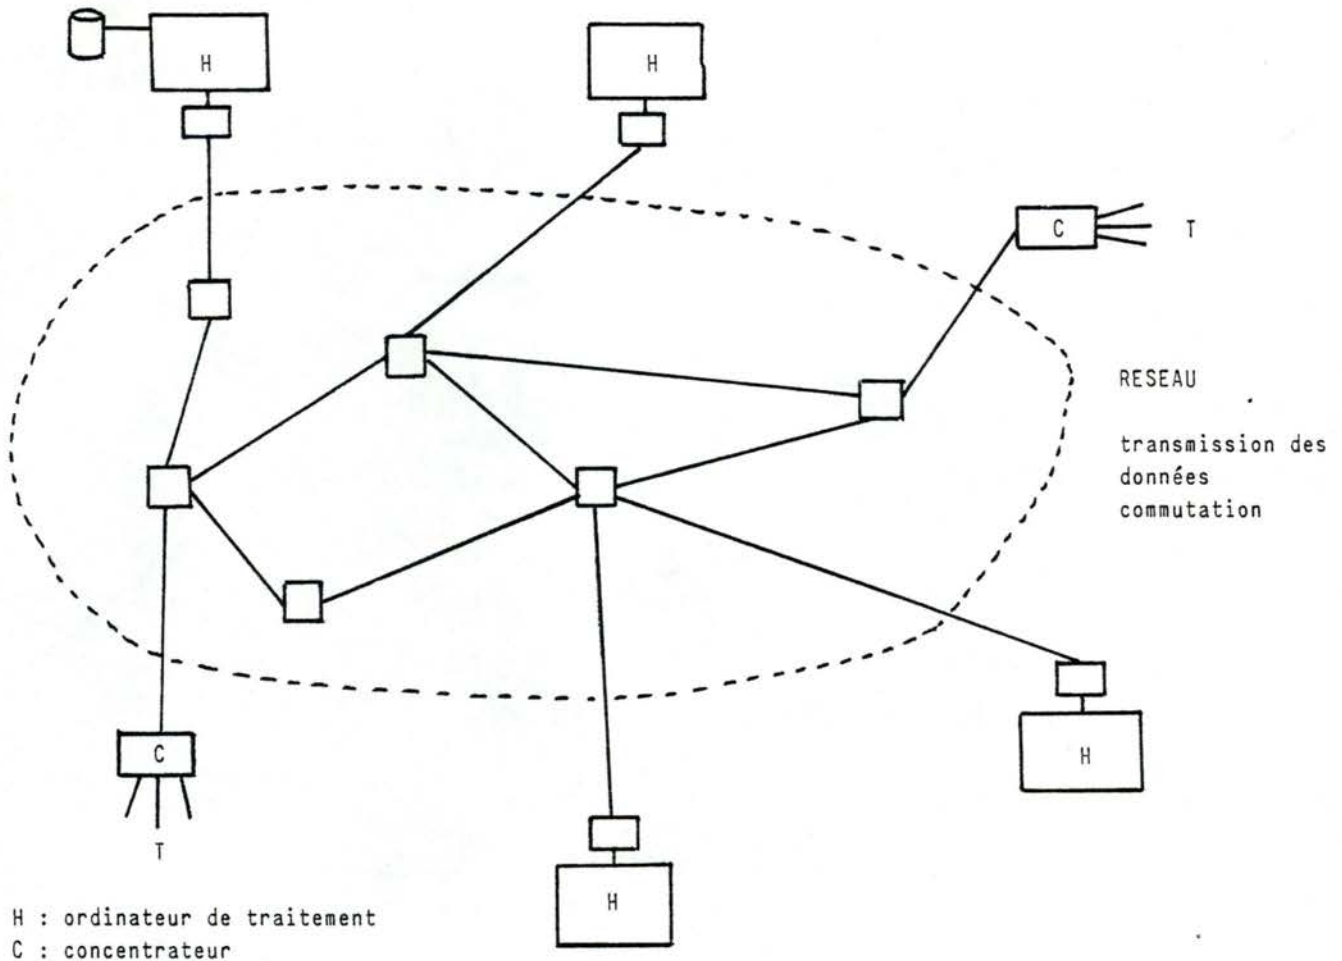 H
H
C
T
RESEAU
transmission des
données
commutation
H
C
T
H
H : ordinateur de traitement
C : concentrateur